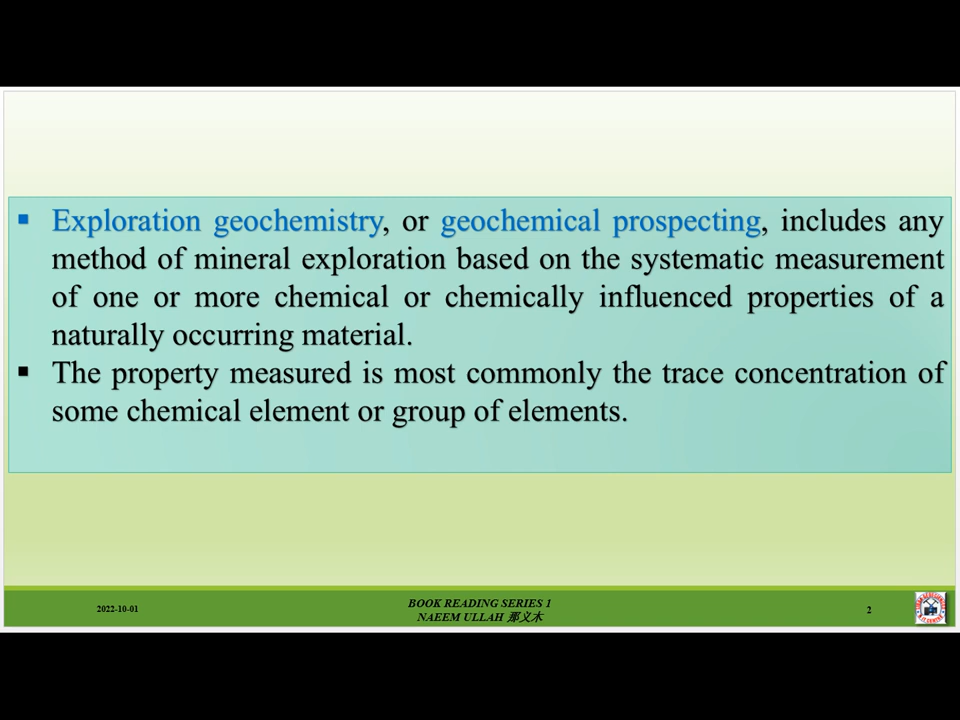 ▪ Exploration geochemistry, or geochemical prospecting, includes any
method of mineral exploration based on the systematic measurement
of one or more chemical or chemically influenced properties of a
naturally occurring material.
▪ The property measured is most commonly the trace concentration of
some chemical element or group of elements.
2022-10-01
BOOK READING SERIES 1
NAEEM ULLAH 那义木
2